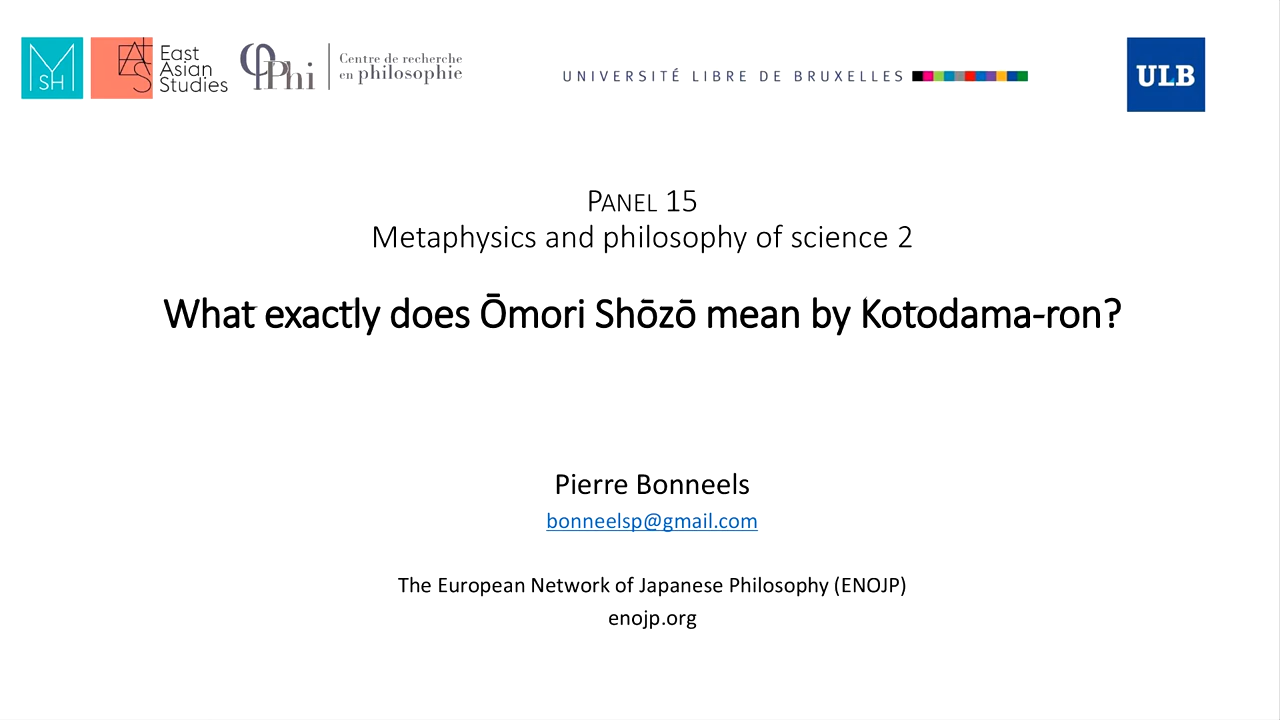 MSH
EAS
East
Asian
Studies
φPhi
Centre de recherche
en philosophie
UNIVERSITÉ LIBRE DE BRUXELLES
ULB
PANEL 15
Metaphysics and philosophy of science 2
What exactly does Ōmori Shōzō mean by Kotodama-ron?
Pierre Bonneels
bonneelsp@gmail.com
The European Network of Japanese Philosophy (ENOJP)
enojp.org